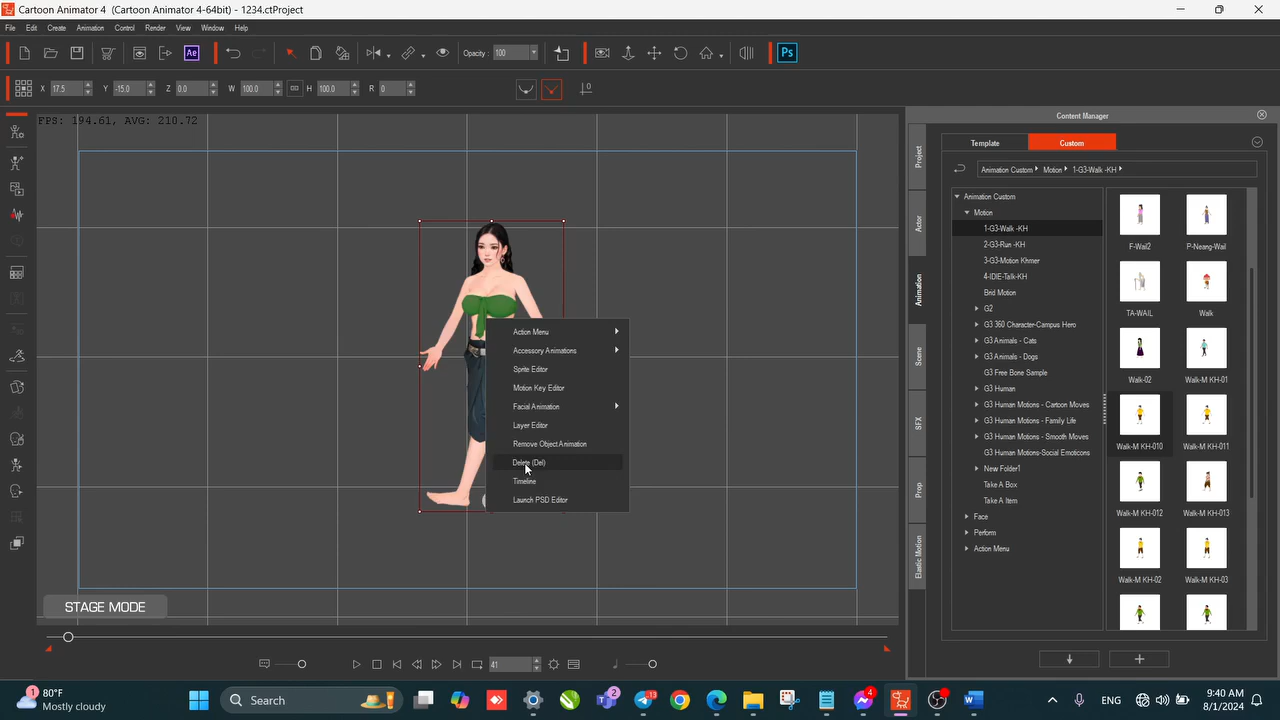 Cartoon Animator 4 (Cartoon Animator 4-64bit) - 1234.ctProject
File Edit Create Animation Control Render View Window Help
Ae
Opacity : 100
Ps
X 17.5 Y -15.0 Z 0.0 W 100.0 H 100.0 R 0
FPS: 194.61, AVG: 210.72
Content Manager
Template Custom
Animation Custom Motion 1-G3-Walk -KH
Project
Actor
Animation
Scene
SFX
Prop
Elastic Motion
Animation Custom
Motion
1-G3-Walk -KH
2-G3-Run -KH
3-G3-Motion Khmer
4-IDIE-Talk-KH
Brid Motion
G2
G3 360 Character-Campus Hero
G3 Animals - Cats
G3 Animals - Dogs
G3 Free Bone Sample
G3 Human
G3 Human Motions - Cartoon Moves
G3 Human Motions - Family Life
G3 Human Motions - Smooth Moves
G3 Human Motions-Social Emoticons
New Folder1
Take A Box
Take A Item
Face
Perform
Action Menu
F-Wail2 P-Neang-Wail
TA-WAIL Walk
Walk-02 Walk-M KH-01
Walk-M KH-010 Walk-M KH-011
Walk-M KH-012 Walk-M KH-013
Walk-M KH-02 Walk-M KH-03
Action Menu
Accessory Animations
Sprite Editor
Motion Key Editor
Facial Animation
Layer Editor
Remove Object Animation
Delete (Del)
Timeline
Launch PSD Editor
STAGE MODE
41
1
80°F
Mostly cloudy
Search
2
13
4
ENG
9:40 AM
8/1/2024